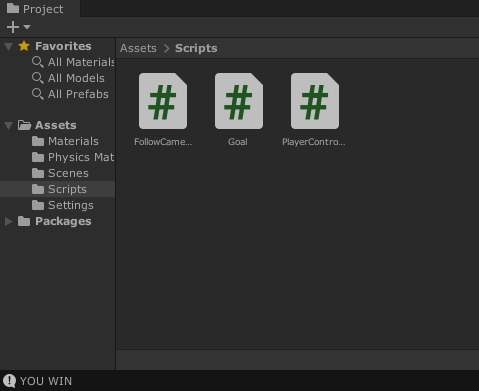 Project
Favorites
All Materials
All Models
All Prefabs
Assets
Materials
Physics Mat
Scenes
Scripts
Settings
Packages
Assets > Scripts
FollowCame...
Goal
PlayerContro...
YOU WIN